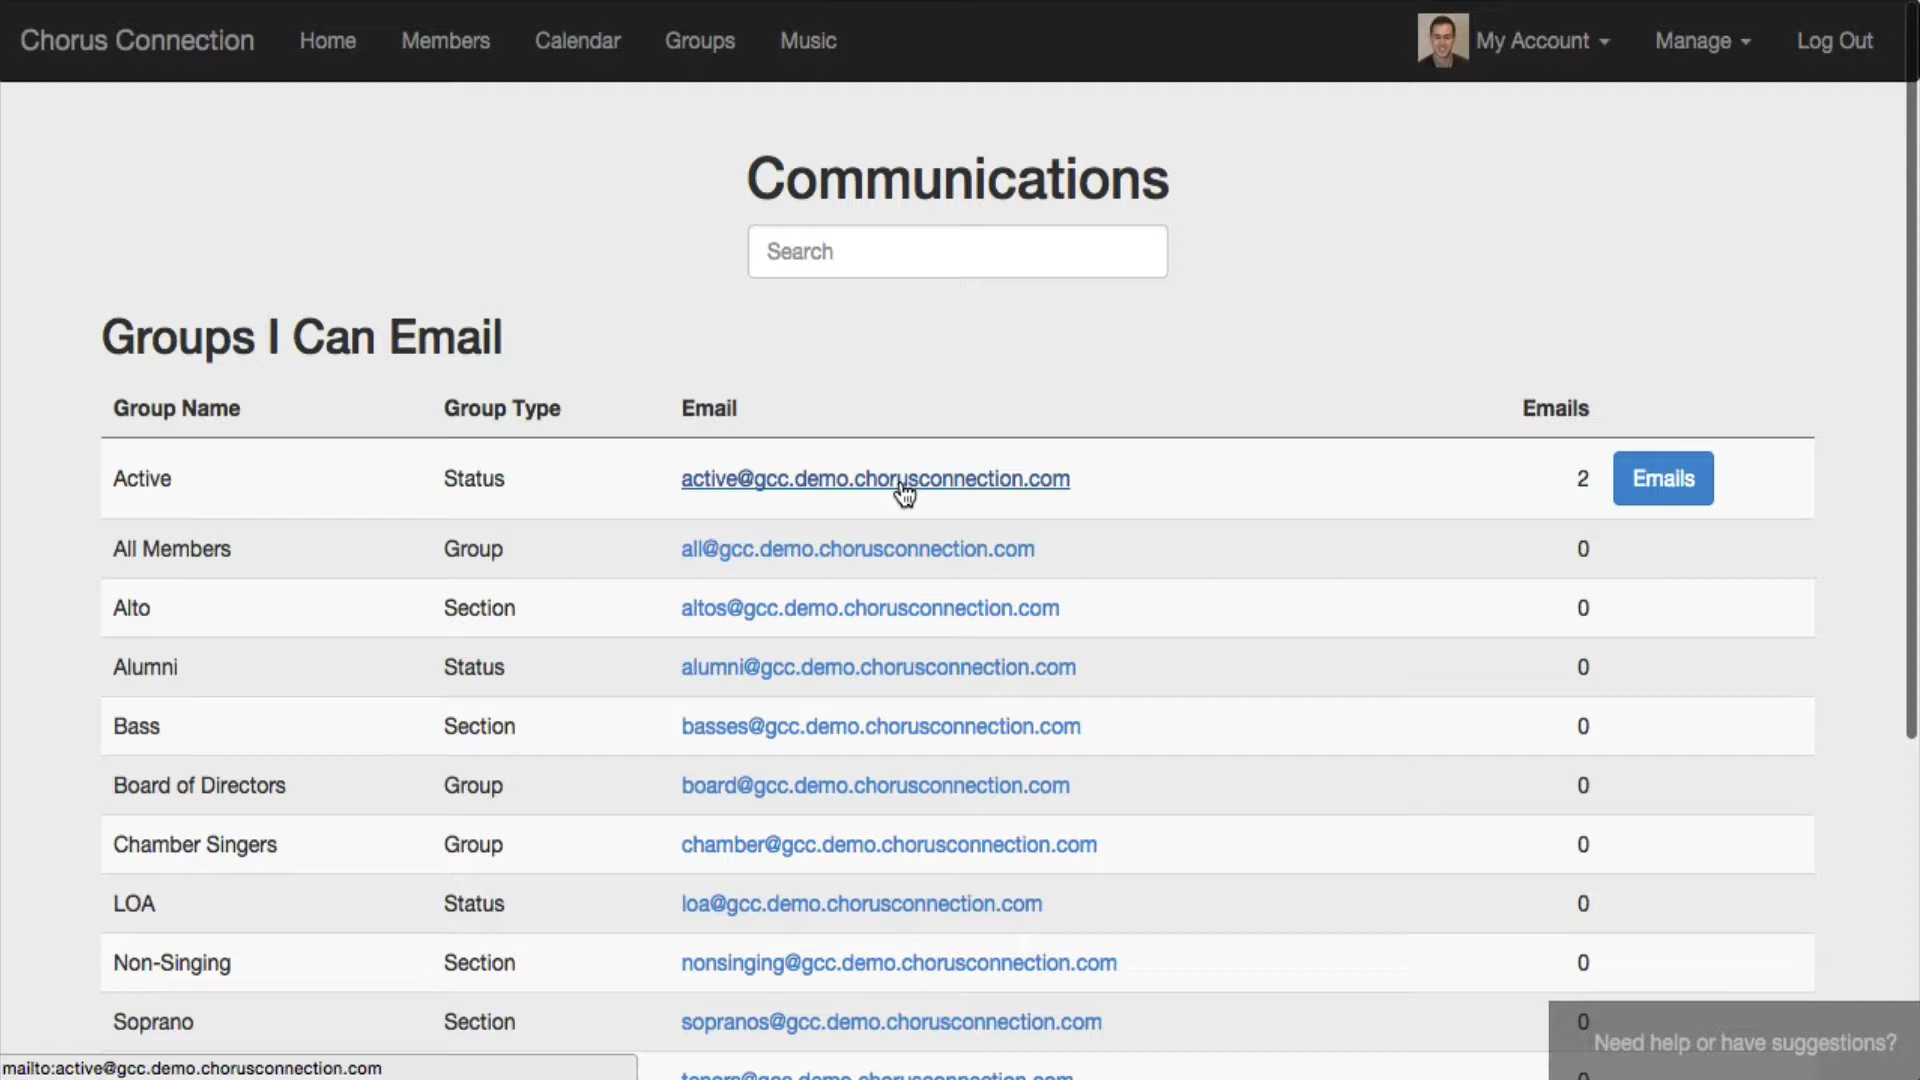 Chorus Connection Home Members Calendar Groups Music My Account Manage Log Out
Communications
Search
Groups I Can Email
Group Name Group Type Email Emails
Active Status active@gcc.demo.chorusconnection.com 2 Emails
All Members Group all@gcc.demo.chorusconnection.com 0
Alto Section altos@gcc.demo.chorusconnection.com 0
Alumni Status alumni@gcc.demo.chorusconnection.com 0
Bass Section basses@gcc.demo.chorusconnection.com 0
Board of Directors Group board@gcc.demo.chorusconnection.com 0
Chamber Singers Group chamber@gcc.demo.chorusconnection.com 0
LOA Status loa@gcc.demo.chorusconnection.com 0
Non-Singing Section nonsinging@gcc.demo.chorusconnection.com 0
Soprano Section sopranos@gcc.demo.chorusconnection.com 0
Need help or have suggestions?
mailto:active@gcc.demo.chorusconnection.com